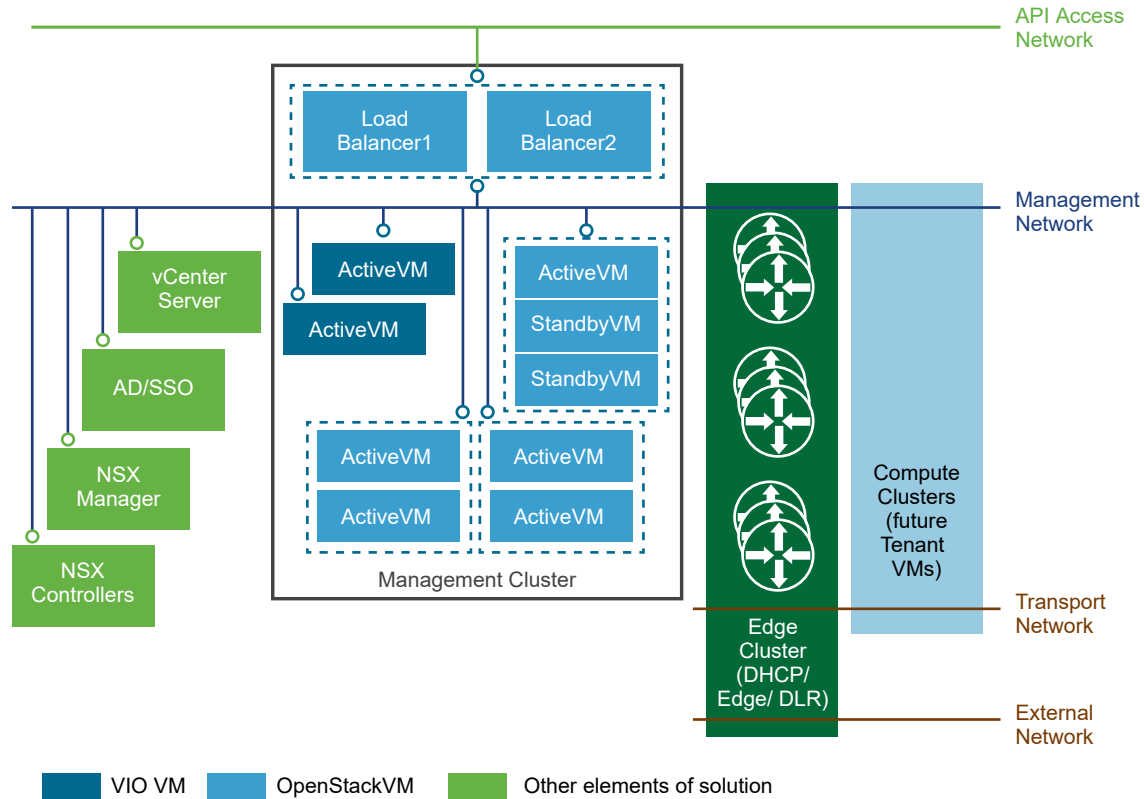 API Access
Network
Load
Balancer1
Load
Balancer2
Management
Network
vCenter
Server
ActiveVM
ActiveVM
ActiveVM
StandbyVM
StandbyVM
AD/SSO
NSX
Manager
NSX
Controllers
ActiveVM
ActiveVM
ActiveVM
ActiveVM
Management Cluster
Compute
Clusters
(future
Tenant
VMs)
Transport
Network
Edge
Cluster
(DHCP/
Edge/ DLR)
External
Network
VIO VM
OpenStackVM
Other elements of solution